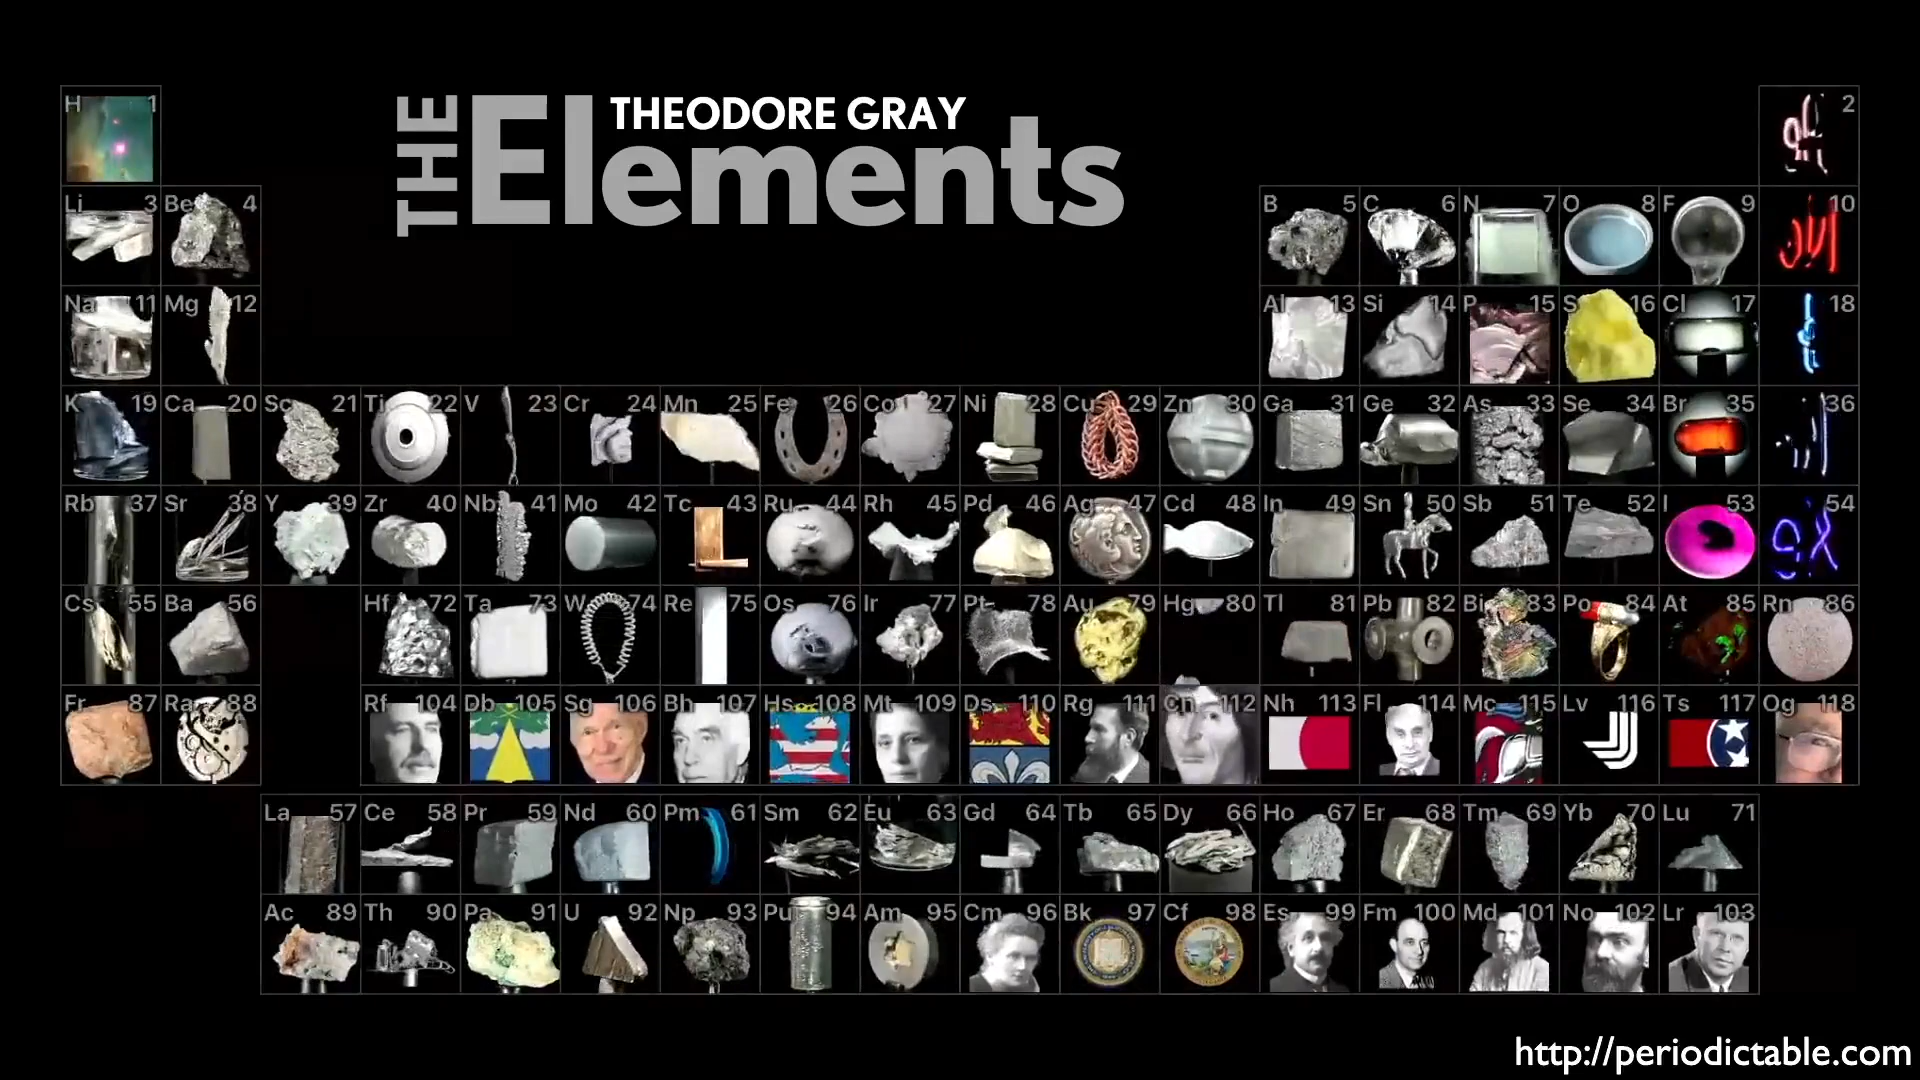 THE Elements
THEODORE GRAY
H 1
2
Li 3 Be 4 B 5 C 6 N 7 O 8 F 9 10
Na 11 Mg 12 Al 13 Si 14 P 15 S 16 Cl 17 18
K 19 Ca 20 Sc 21 Ti 22 V 23 Cr 24 Mn 25 Fe 26 Co 27 Ni 28 Cu 29 Zn 30 Ga 31 Ge 32 As 33 Se 34 Br 35 36
Rb 37 Sr 38 Y 39 Zr 40 Nb 41 Mo 42 Tc 43 Ru 44 Rh 45 Pd 46 Ag 47 Cd 48 In 49 Sn 50 Sb 51 Te 52 I 53 54
Cs 55 Ba 56 Hf 72 Ta 73 W 74 Re 75 Os 76 Ir 77 Pt 78 Au 79 Hg 80 Tl 81 Pb 82 Bi 83 Po 84 At 85 Rn 86
Fr 87 Ra 88 Rf 104 Db 105 Sg 106 Bh 107 Hs 108 Mt 109 Ds 110 Rg 111 Cn 112 Nh 113 Fl 114 Mc 115 Lv 116 Ts 117 Og 118
La 57 Ce 58 Pr 59 Nd 60 Pm 61 Sm 62 Eu 63 Gd 64 Tb 65 Dy 66 Ho 67 Er 68 Tm 69 Yb 70 Lu 71
Ac 89 Th 90 Pa 91 U 92 Np 93 Pu 94 Am 95 Cm 96 Bk 97 Cf 98 Es 99 Fm 100 Md 101 No 102 Lr 103
http://periodictable.com